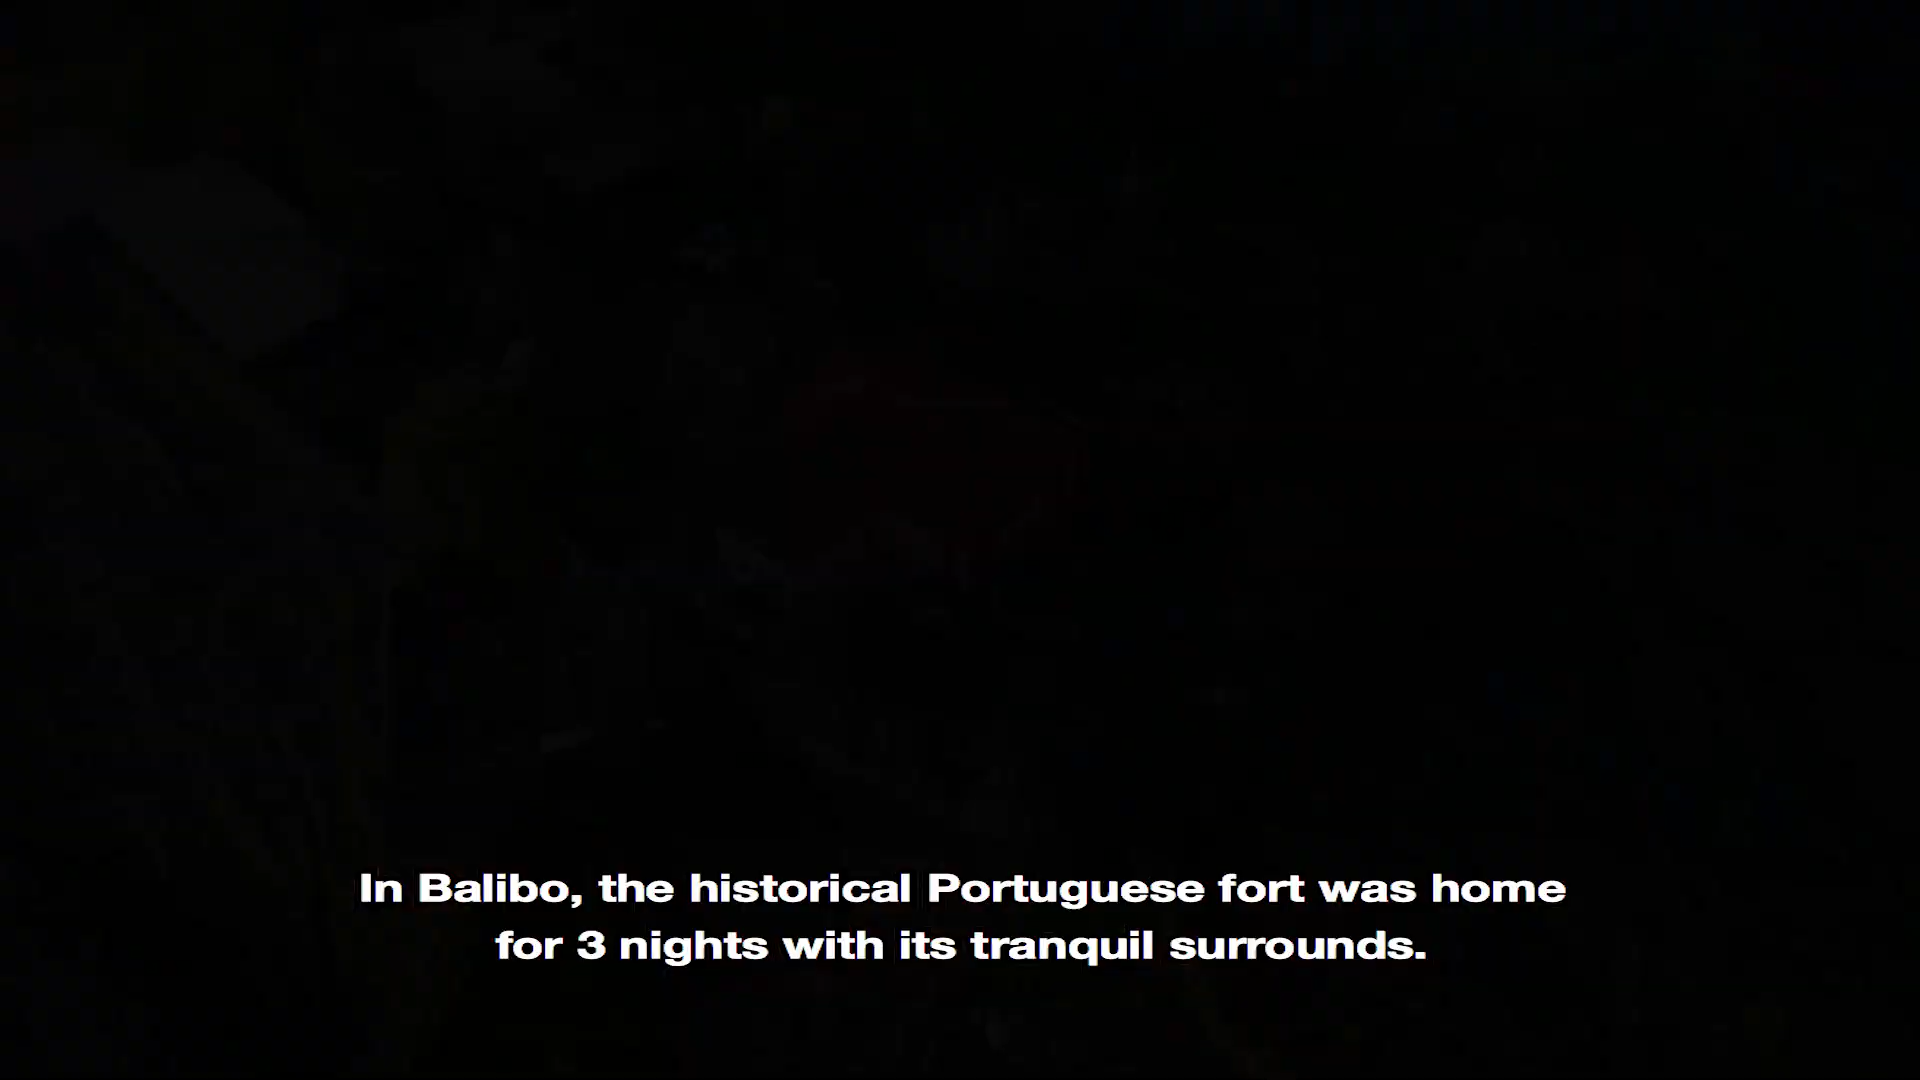 In Balibo, the historical Portuguese fort was home
for 3 nights with its tranquil surrounds.